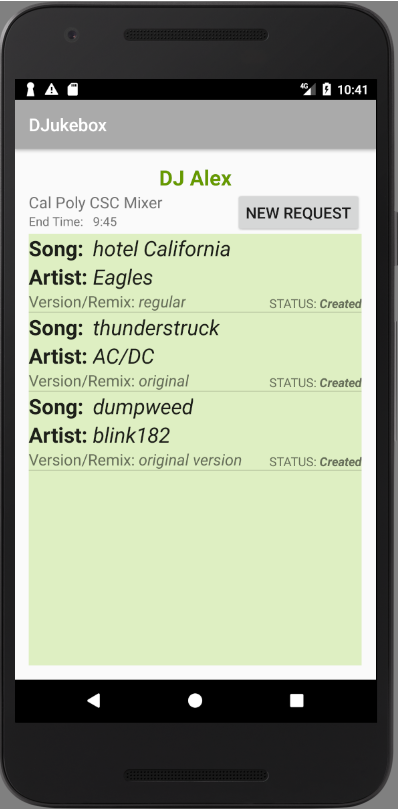 4G 10:41
DJukebox
DJ Alex
Cal Poly CSC Mixer
End Time: 9:45
NEW REQUEST
Song: hotel California
Artist: Eagles
Version/Remix: regular STATUS: Created
Song: thunderstruck
Artist: AC/DC
Version/Remix: original STATUS: Created
Song: dumpweed
Artist: blink182
Version/Remix: original version STATUS: Created